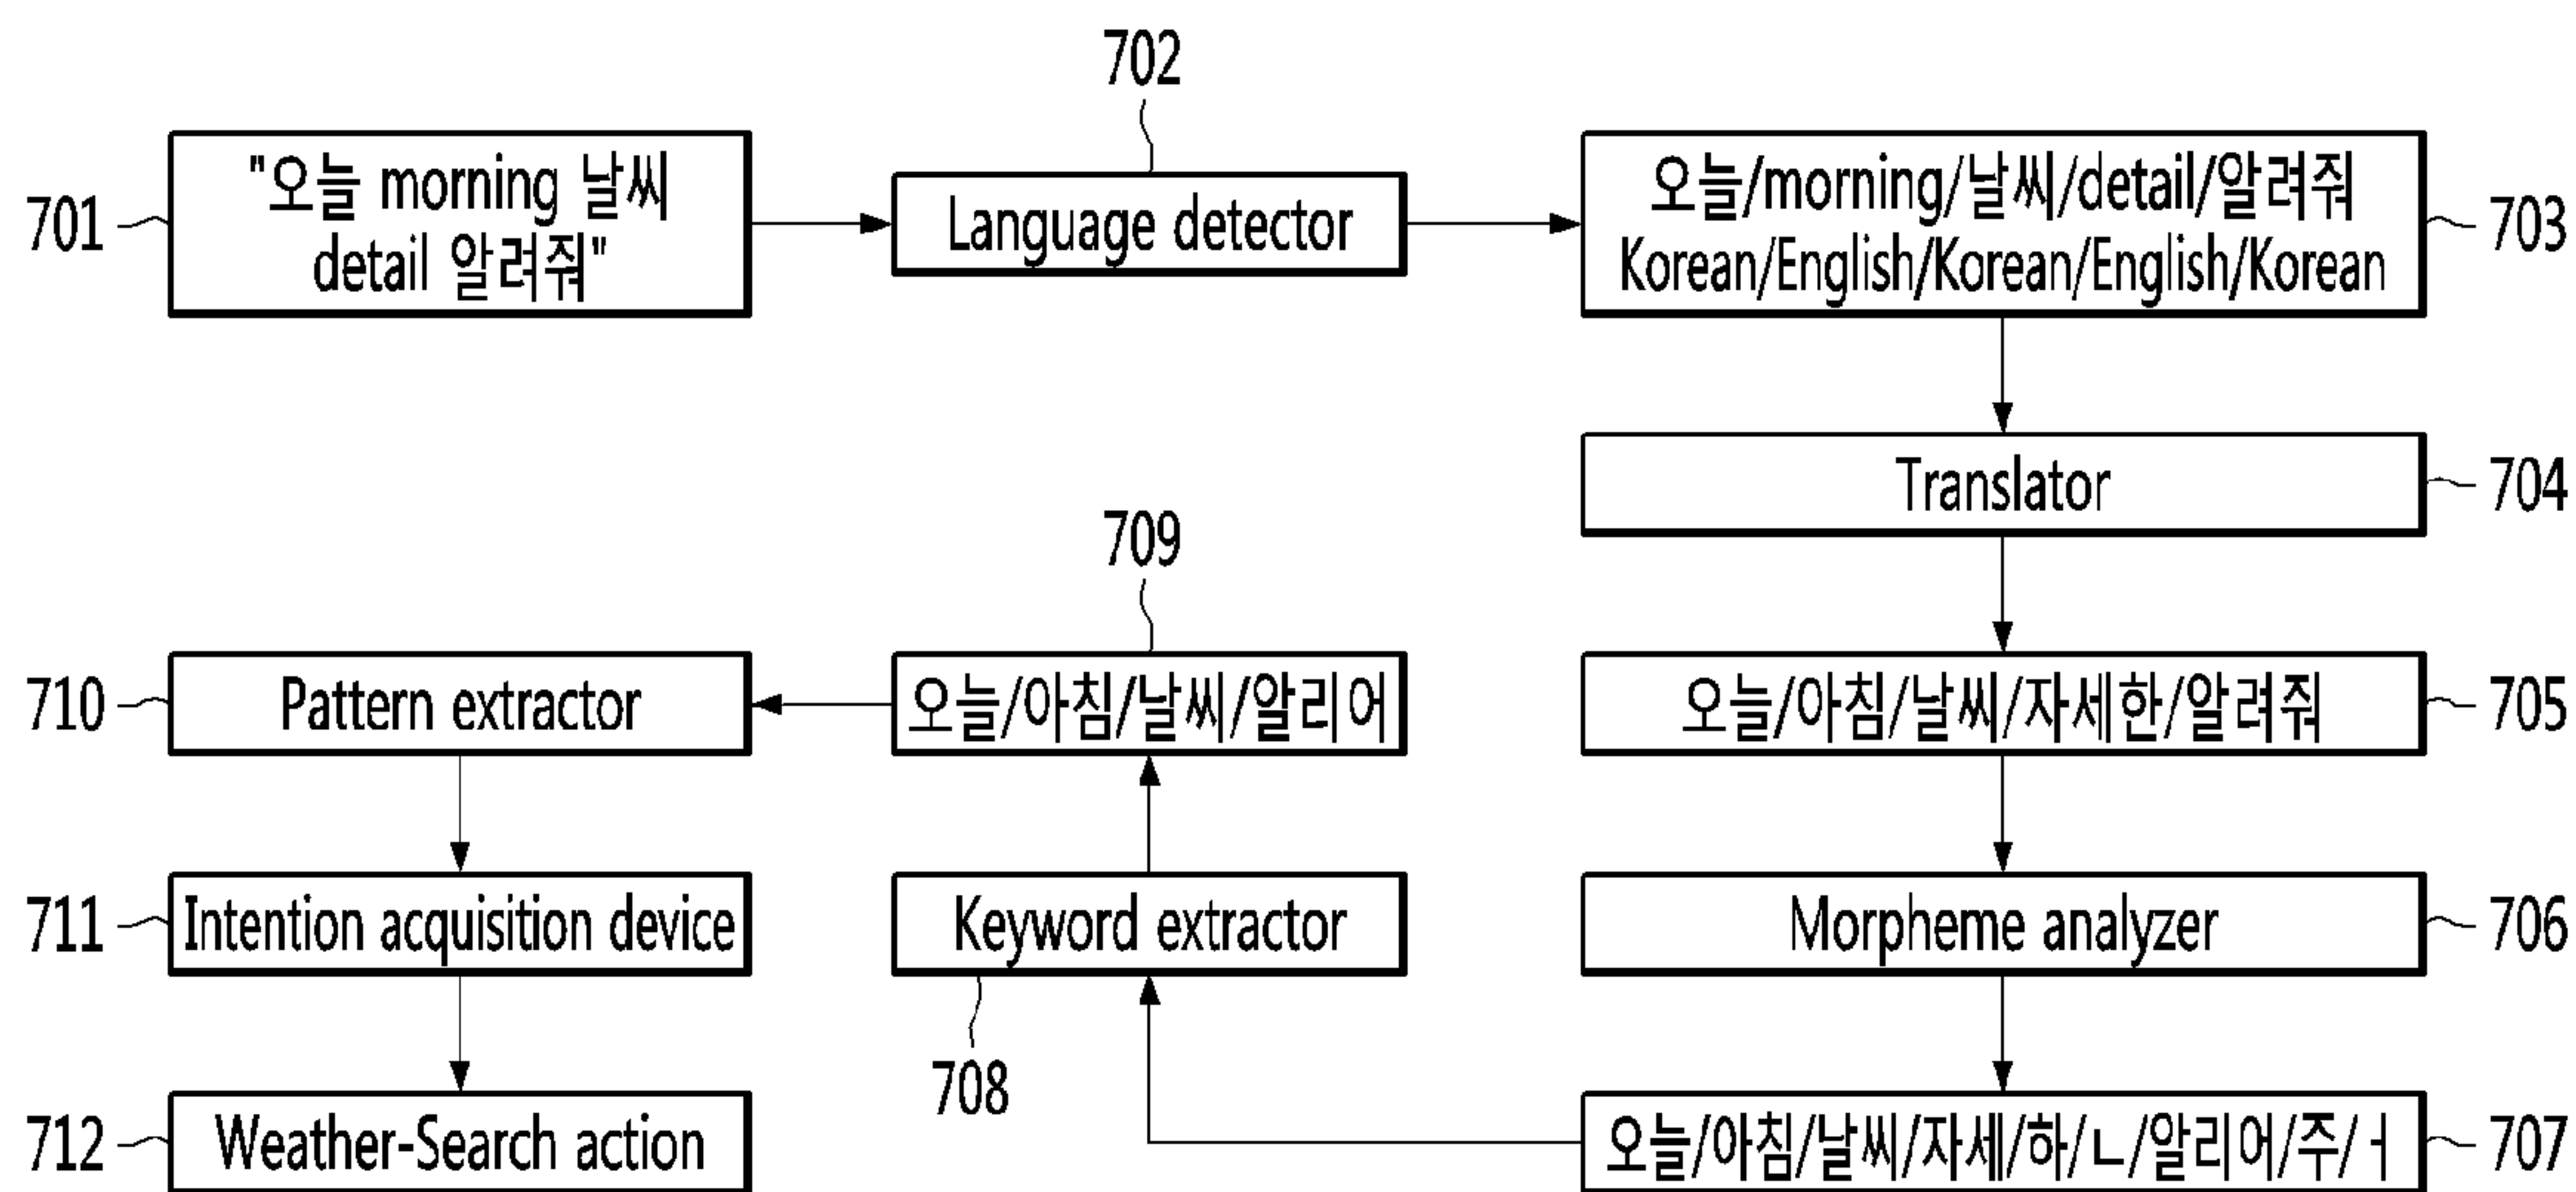 702
701
"오늘 morning 날씨
detail 알려줘"
Language detector
오늘/morning/날씨/detail/알려줘
Korean/English/Korean/English/Korean
703
Translator
704
709
710
Pattern extractor
오늘/아침/날씨/알리어
오늘/아침/날씨/자세한/알려줘
705
711
Intention acquisition device
Keyword extractor
Morpheme analyzer
706
708
712
Weather-Search action
오늘/아침/날씨/자세/하/ㄴ/알리어/주/ㅓ
707